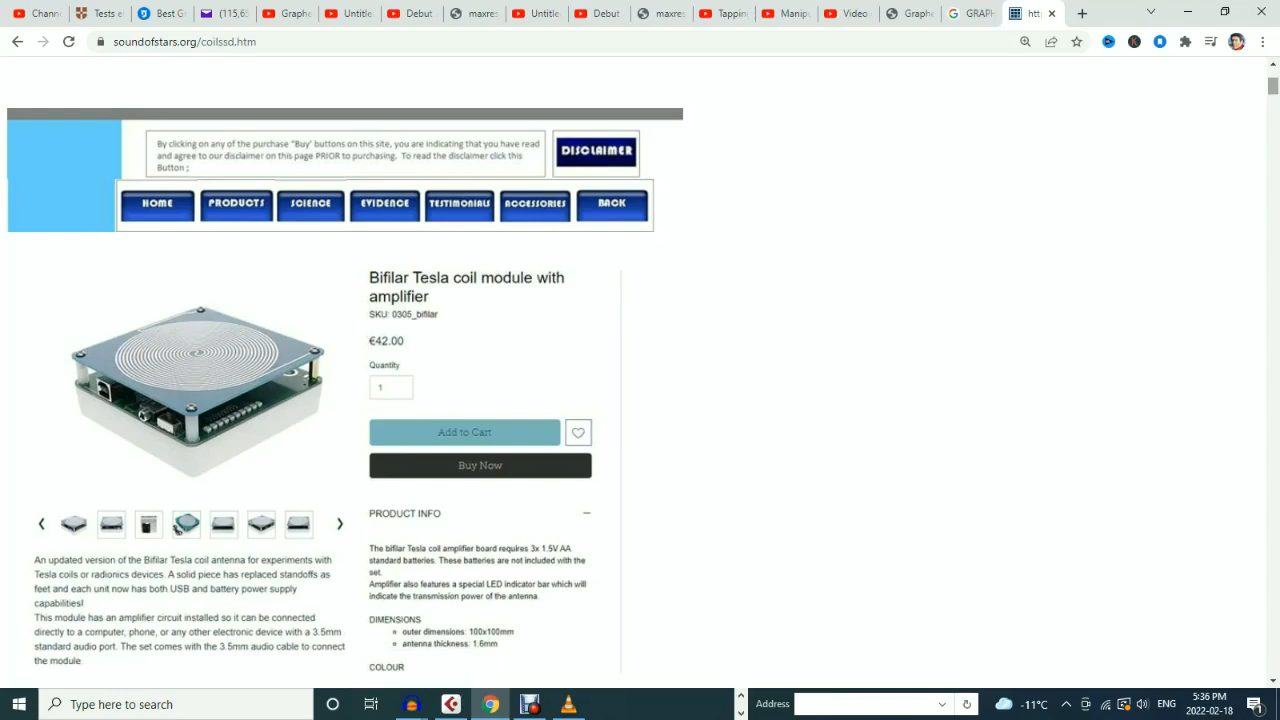 Chann
Teste e
Best G
(115,6
Graphe
Untitle
Debut
maxres
Untitle
Debut
maxres
Tappin
Manip
Video
Graphe
GRAPH
http
soundofstars.org/coilssd.htm
By clicking on any of the purchase "Buy' buttons on this site, you are indicating that you have read
and agree to our disclaimer on this page PRIOR to purchasing. To read the disclaimer click this
Button ;
DISCLAIMER
HOME
PRODUCTS
SCIENCE
EVIDENCE
TESTIMONIALS
ACCESSORIES
BACK
Bifilar Tesla coil module with
amplifier
SKU: 0305_bifilar
€42.00
Quantity
1
Add to Cart
Buy Now
PRODUCT INFO
The bifilar Tesla coil amplifier board requires 3x 1.5V AA
standard batteries. These batteries are not included with the
set.
Amplifier also features a special LED indicator bar which will
indicate the transmission power of the antenna.
DIMENSIONS
outer dimensions: 100x100mm
antenna thickness: 1.6mm
COLOUR
An updated version of the Bifilar Tesla coil antenna for experiments with
Tesla coils or radionics devices. A solid piece has replaced standoffs as
feet and each unit now has both USB and battery power supply
capabilities!
This module has an amplifier circuit installed so it can be connected
directly to a computer, phone, or any other electronic device with a 3.5mm
standard audio port. The set comes with the 3.5mm audio cable to connect
the module.
Type here to search
Address
-11°C
ENG
5:36 PM
2022-02-18
1